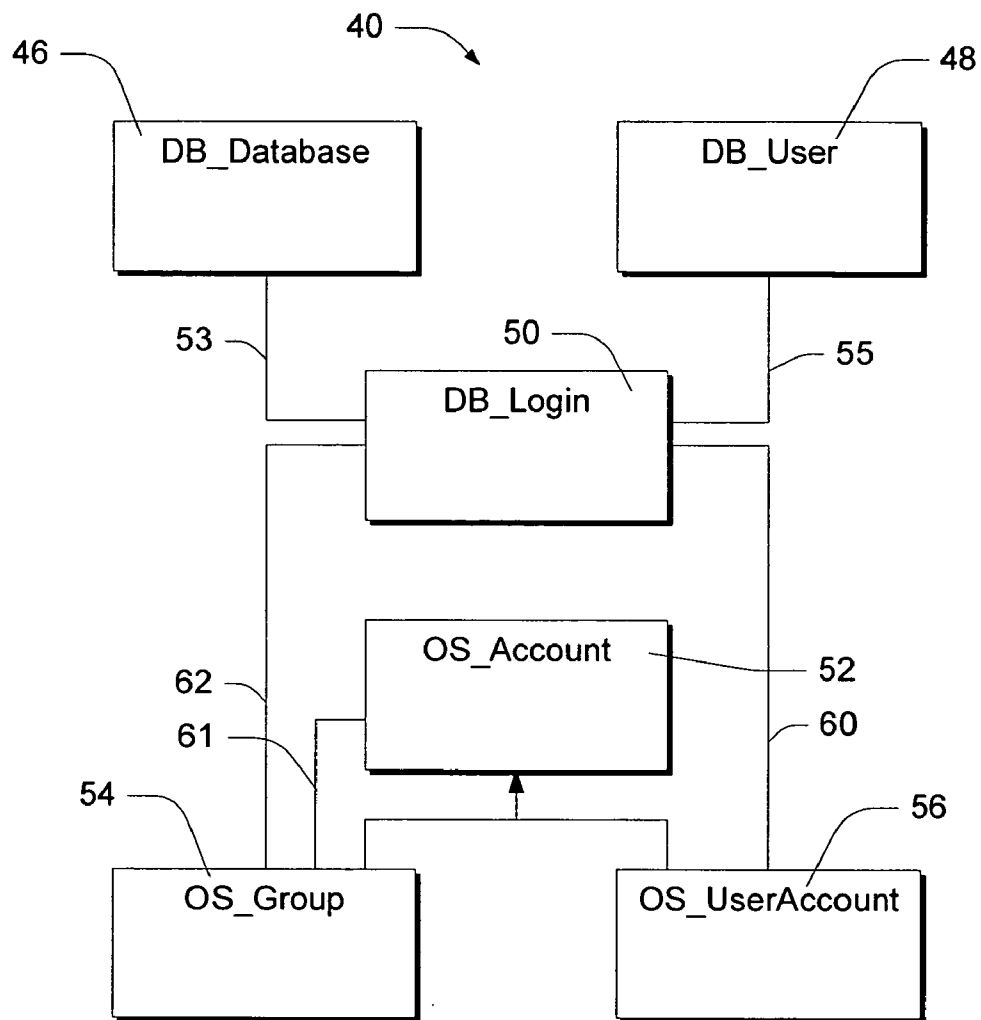 40
46
48
DB_Database
DB_User
53
50
55
DB_Login
OS_Account
52
62
61
60
54
56
OS_Group
OS_UserAccount